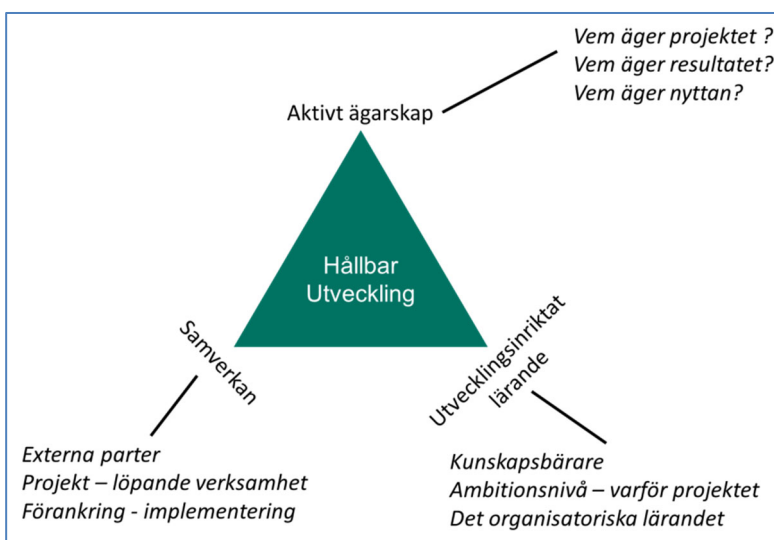 Vem äger projektet ?
Vem äger resultatet?
Vem äger nyttan?
Aktivt ägarskap
Hållbar
Utveckling
Samverkan
Utvecklingsinriktat
lärande
Externa parter
Projekt – löpande verksamhet
Förankring - implementering
Kunskapsbärare
Ambitionsnivå – varför projektet
Det organisatoriska lärandet